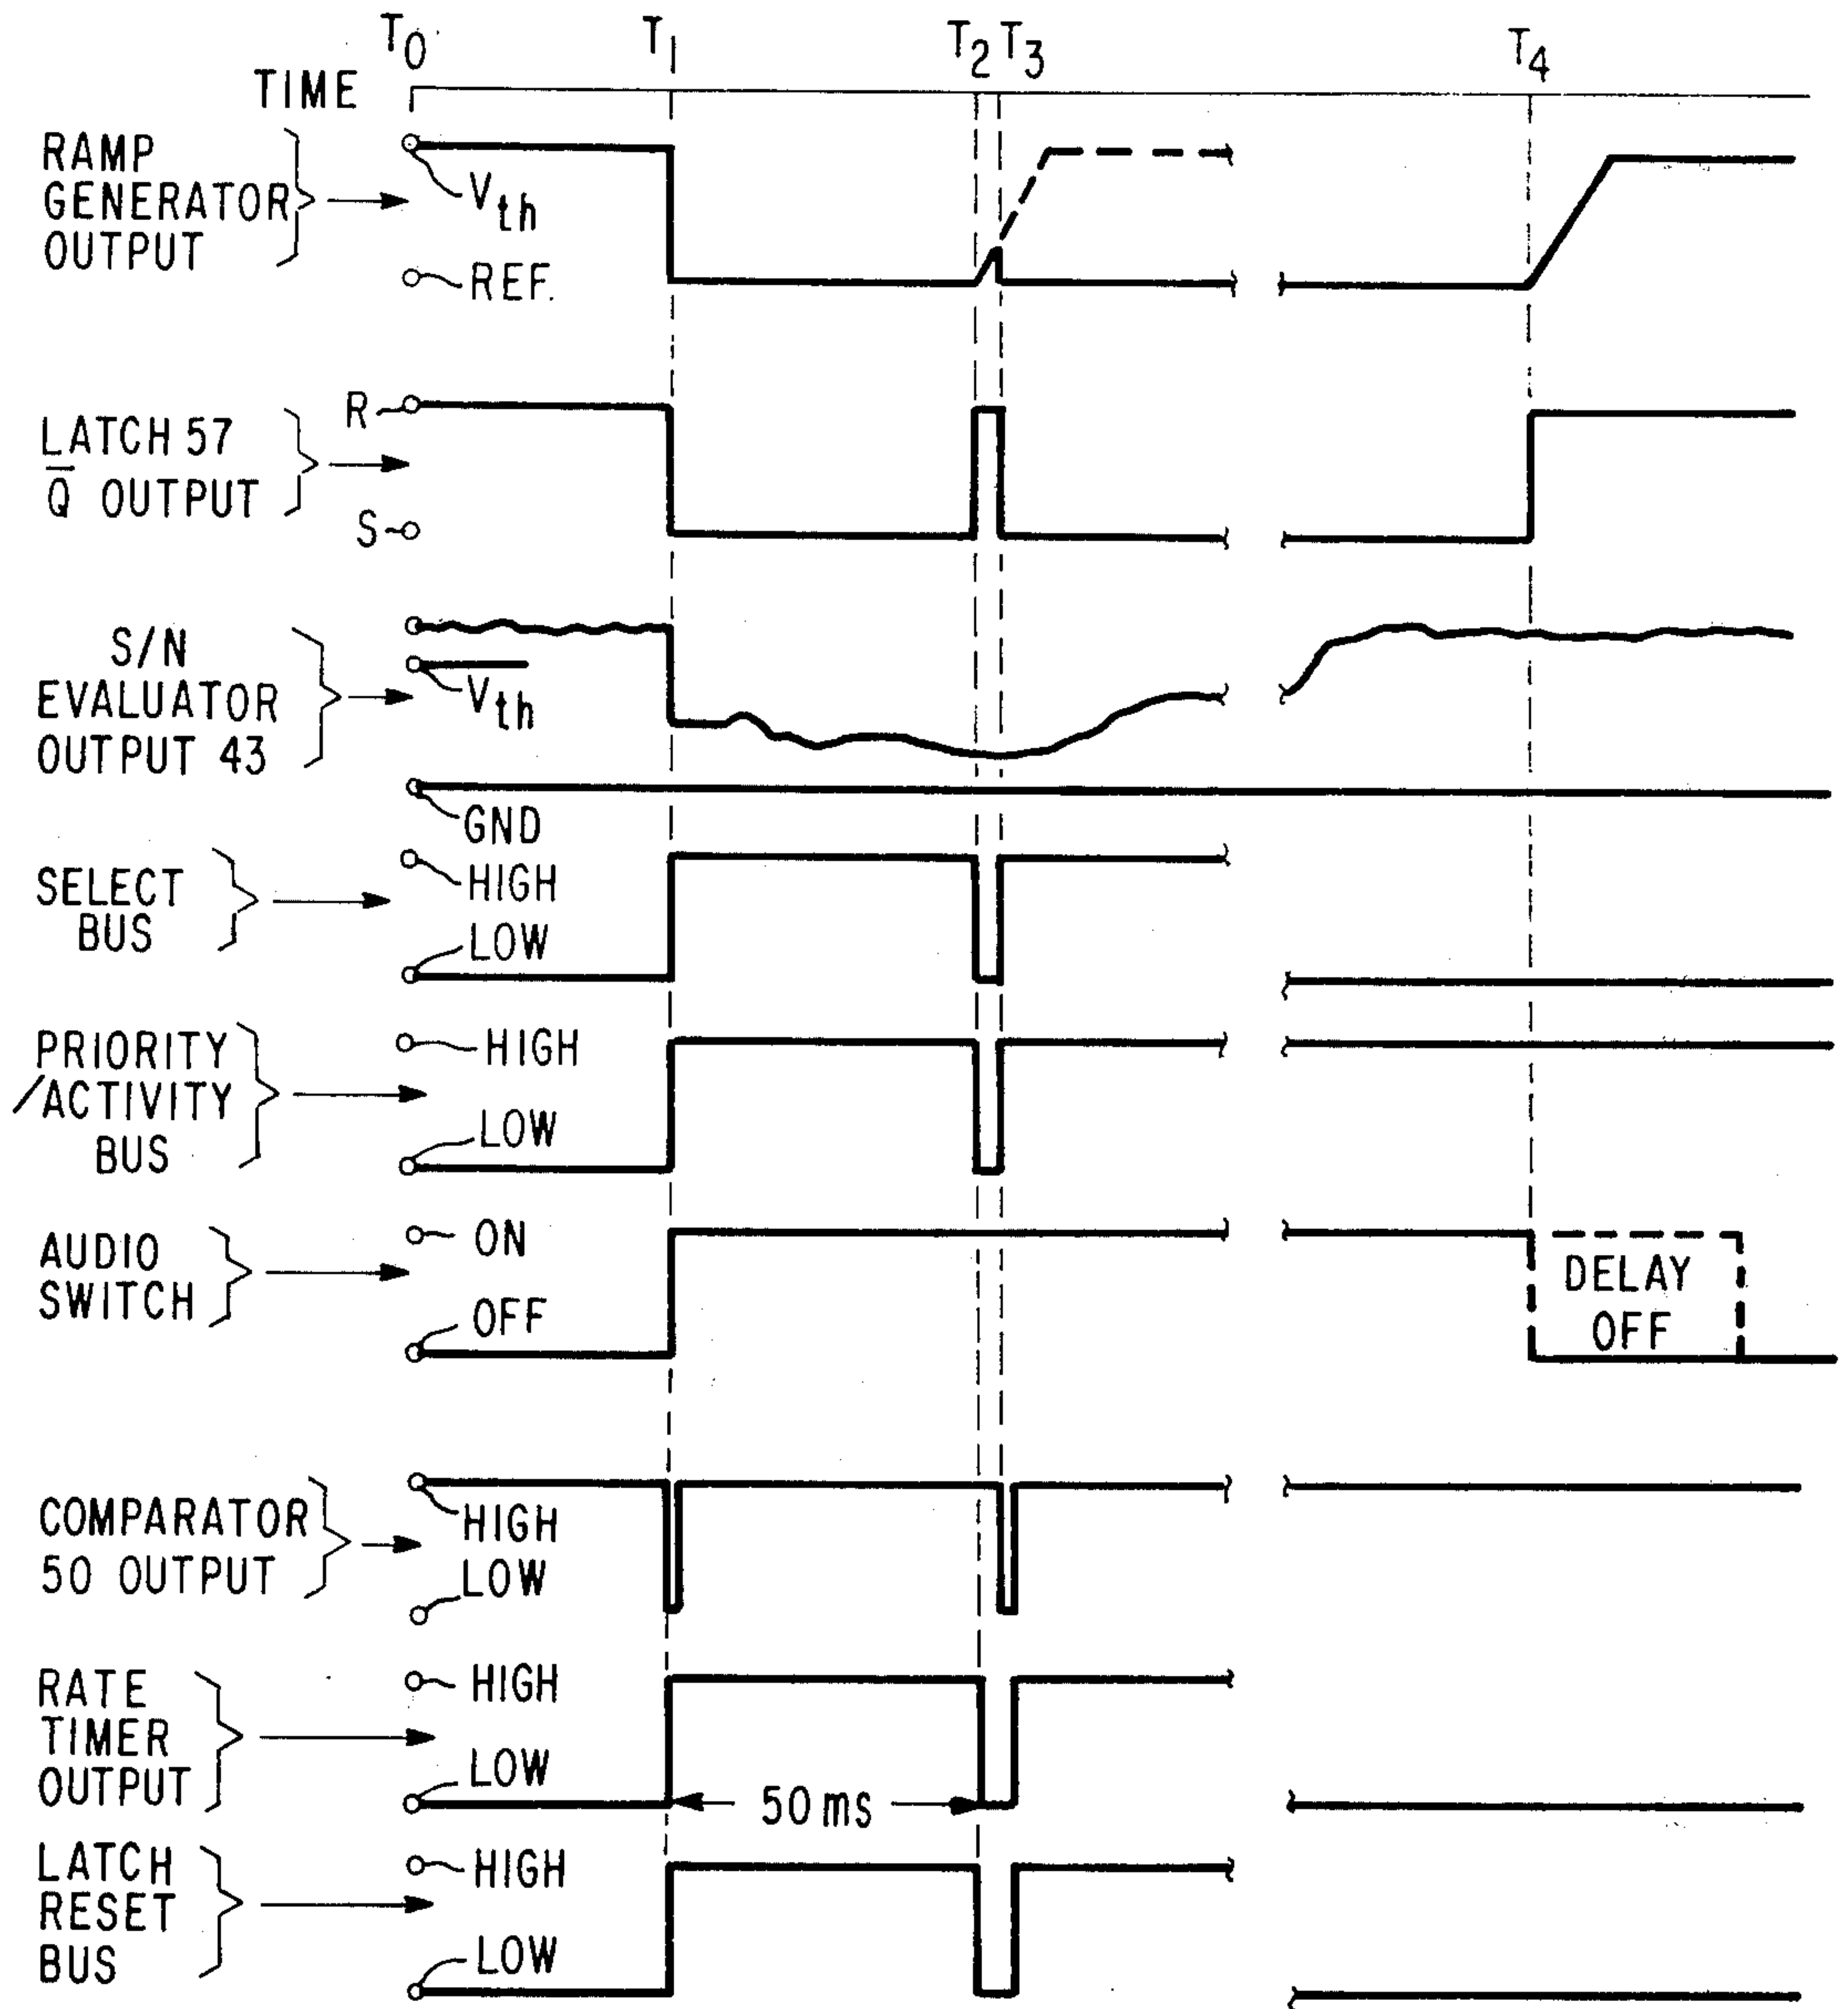 T0 T1 T2 T3 T4
TIME
RAMP
GENERATOR
OUTPUT
Vth
REF.
LATCH 57
Q̅ OUTPUT
R
S
S/N
EVALUATOR
OUTPUT 43
Vth
GND
SELECT
BUS
HIGH
LOW
PRIORITY
/ACTIVITY
BUS
HIGH
LOW
AUDIO
SWITCH
ON
OFF
DELAY
OFF
COMPARATOR
50 OUTPUT
HIGH
LOW
RATE
TIMER
OUTPUT
HIGH
LOW
50 ms
LATCH
RESET
BUS
HIGH
LOW